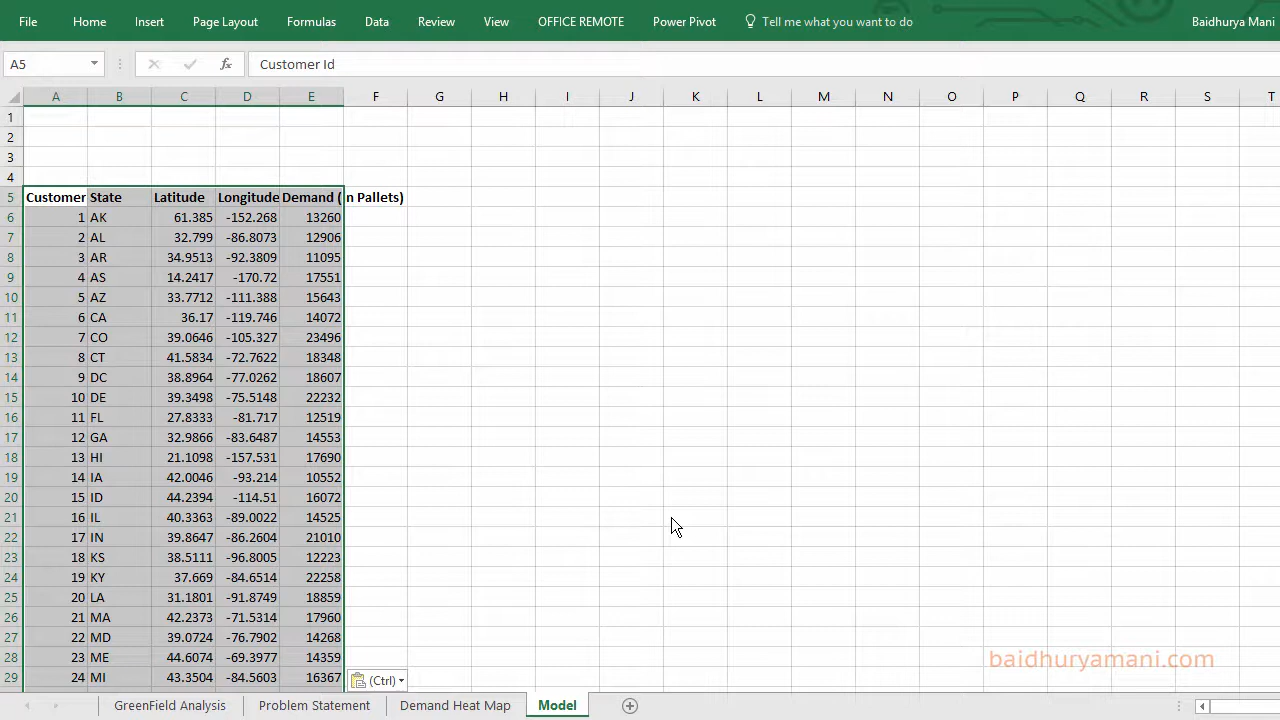 File Home Insert Page Layout Formulas Data Review View OFFICE REMOTE Power Pivot Tell me what you want to do Baidhurya Mani
A5 fx Customer Id
A B C D E F G H I J K L M N O P Q R S T
1
2
3
4
5 Customer State Latitude Longitude Demand (In Pallets)
6 1 AK 61.385 -152.268 13260
7 2 AL 32.799 -86.8073 12906
8 3 AR 34.9513 -92.3809 11095
9 4 AS 14.2417 -170.72 17551
10 5 AZ 33.7712 -111.388 15643
11 6 CA 36.17 -119.746 14072
12 7 CO 39.0646 -105.327 23496
13 8 CT 41.5834 -72.7622 18348
14 9 DC 38.8964 -77.0262 18607
15 10 DE 39.3498 -75.5148 22232
16 11 FL 27.8333 -81.717 12519
17 12 GA 32.9866 -83.6487 14553
18 13 HI 21.1098 -157.531 17690
19 14 IA 42.0046 -93.214 10552
20 15 ID 44.2394 -114.51 16072
21 16 IL 40.3363 -89.0022 14525
22 17 IN 39.8647 -86.2604 21010
23 18 KS 38.5111 -96.8005 12223
24 19 KY 37.669 -84.6514 22258
25 20 LA 31.1801 -91.8749 18859
26 21 MA 42.2373 -71.5314 17960
27 22 MD 39.0724 -76.7902 14268
28 23 ME 44.6074 -69.3977 14359
29 24 MI 43.3504 -84.5603 16367
(Ctrl)
baidhuryamani.com
GreenField Analysis Problem Statement Demand Heat Map Model